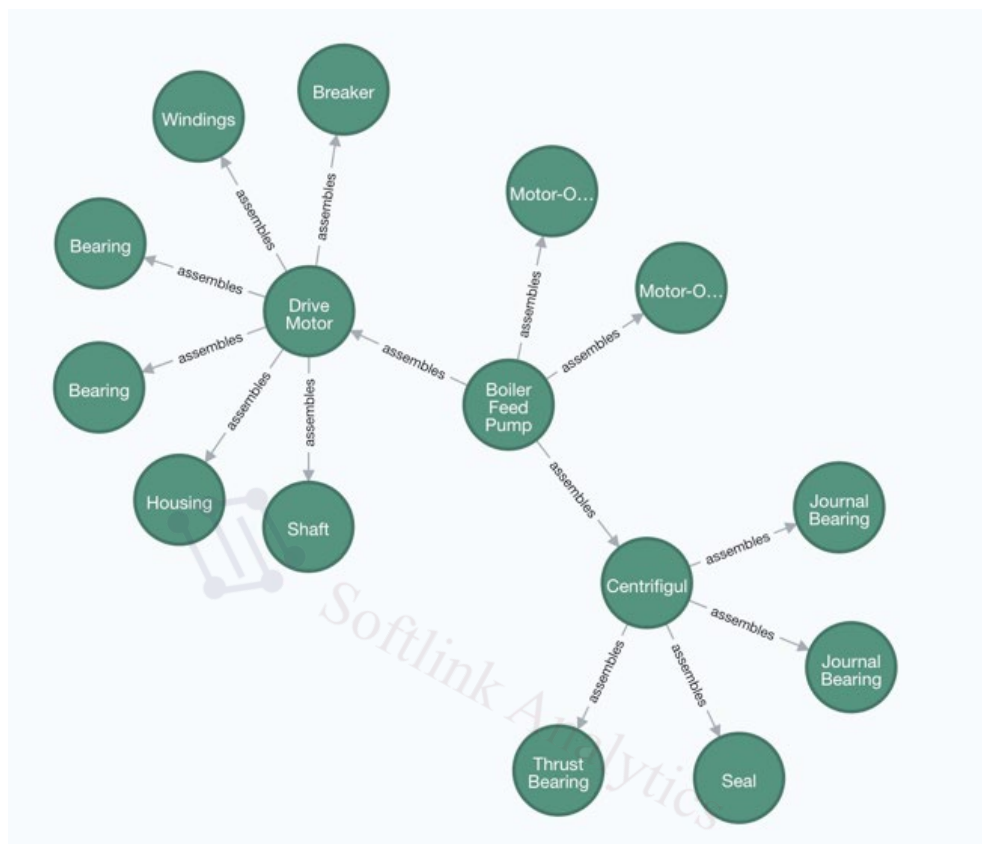 Breaker
Windings
assembles
assembles
Motor-O...
Bearing
assembles
Drive
Motor
assembles
Motor-O...
assembles
assembles
assembles
Bearing
assembles
assembles
Boiler
Feed
Pump
Housing
Shaft
assembles
Journal
Bearing
assembles
Centrifigul
assembles
Journal
Bearing
assembles
assembles
Thrust
Bearing
Seal
Softlink Analytics